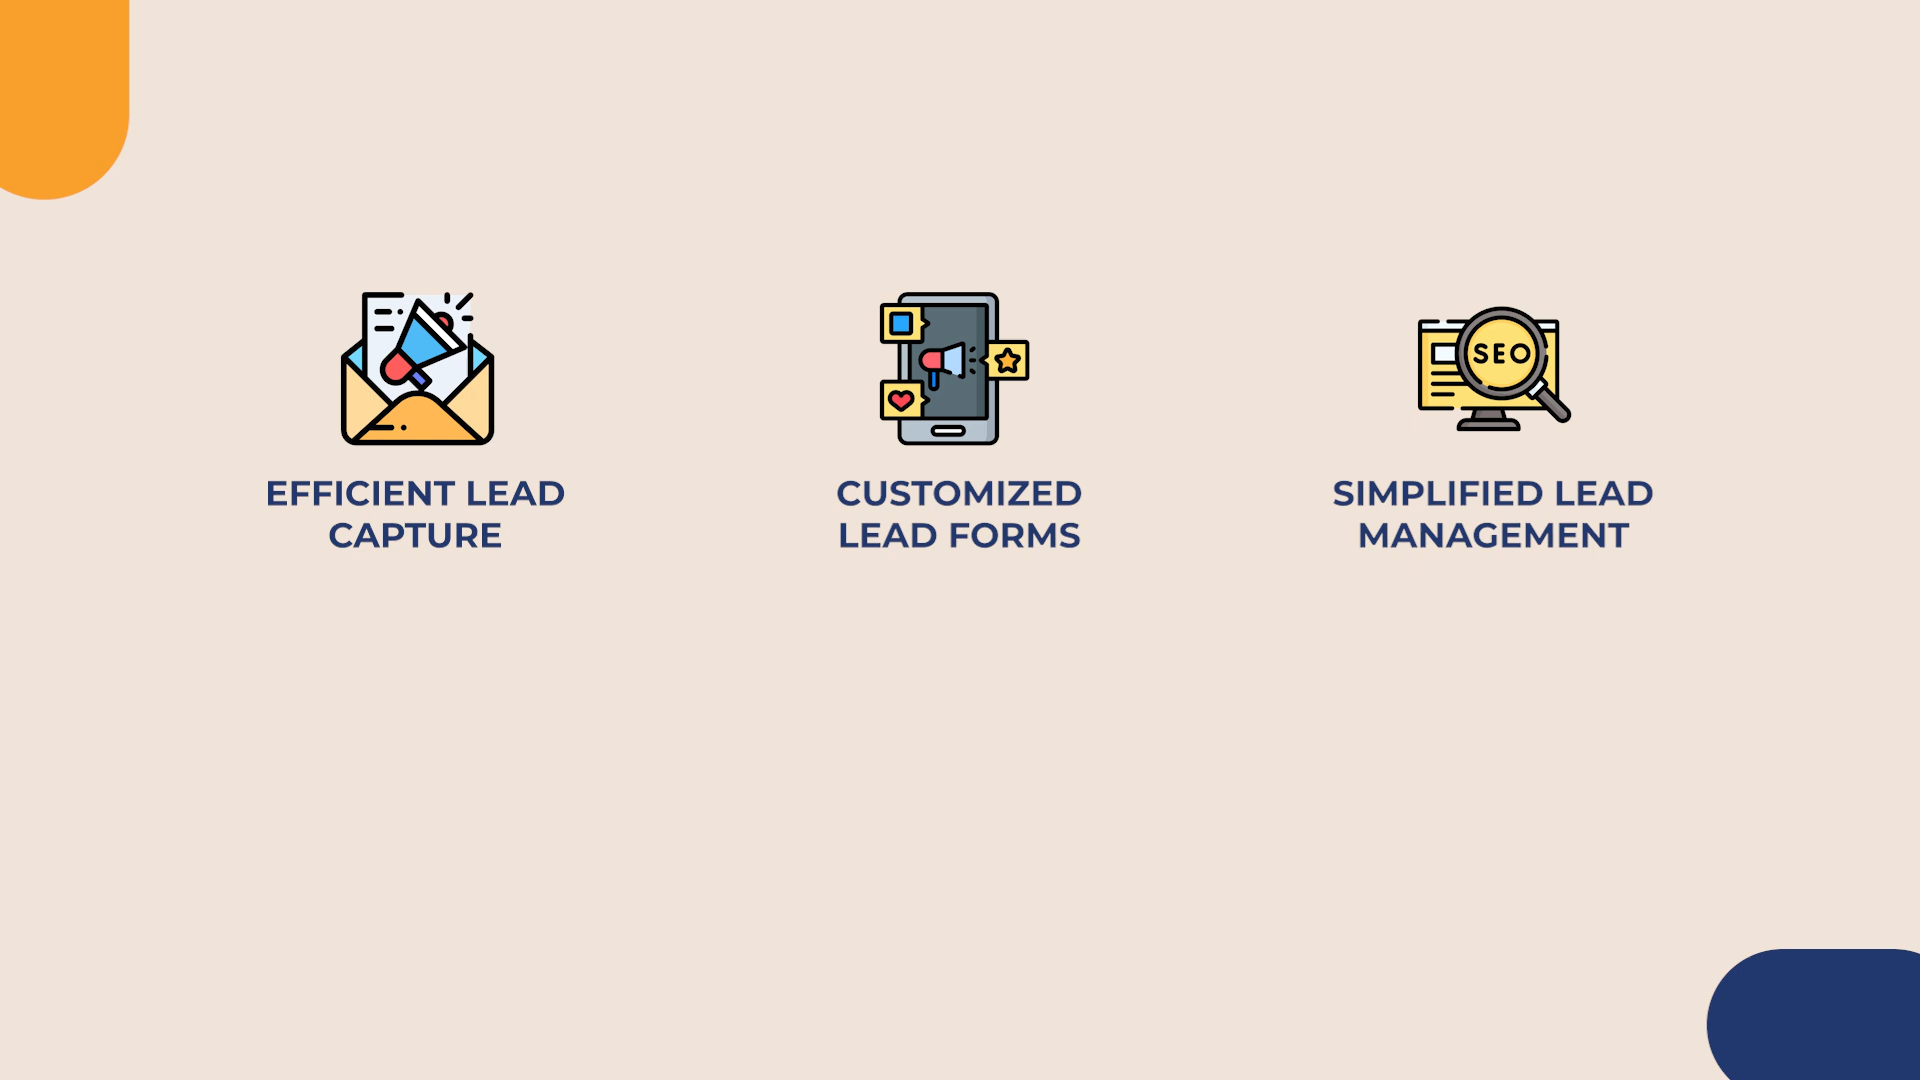 SEO
EFFICIENT LEAD
CAPTURE
CUSTOMIZED
LEAD FORMS
SIMPLIFIED LEAD
MANAGEMENT